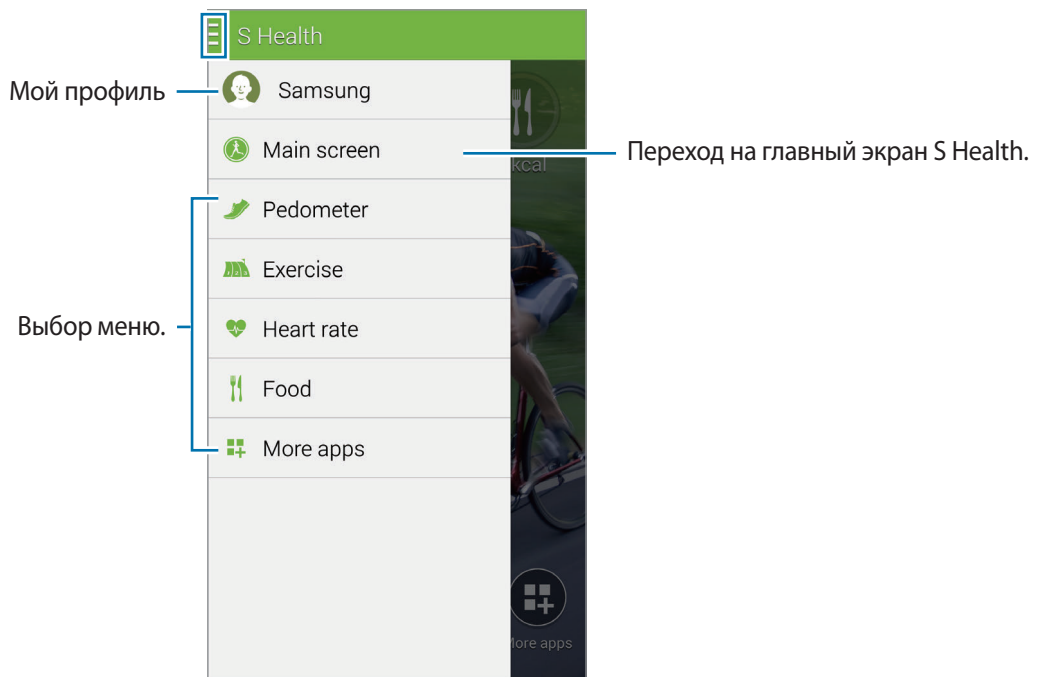 S Health
Мой профиль
Samsung
Main screen
Переход на главный экран S Health.
kcal
Pedometer
Exercise
Выбор меню.
Heart rate
Food
More apps
More apps